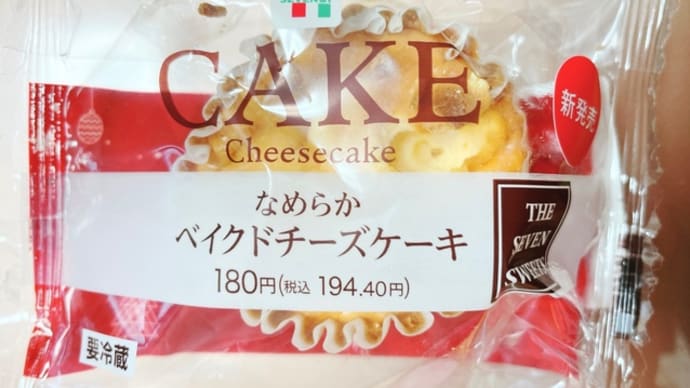 CAKE
Cheesecake
新発売
なめらか
ベイクドチーズケーキ
180円(税込 194.40円)
THE
SEVEN
SWEETS
要冷蔵